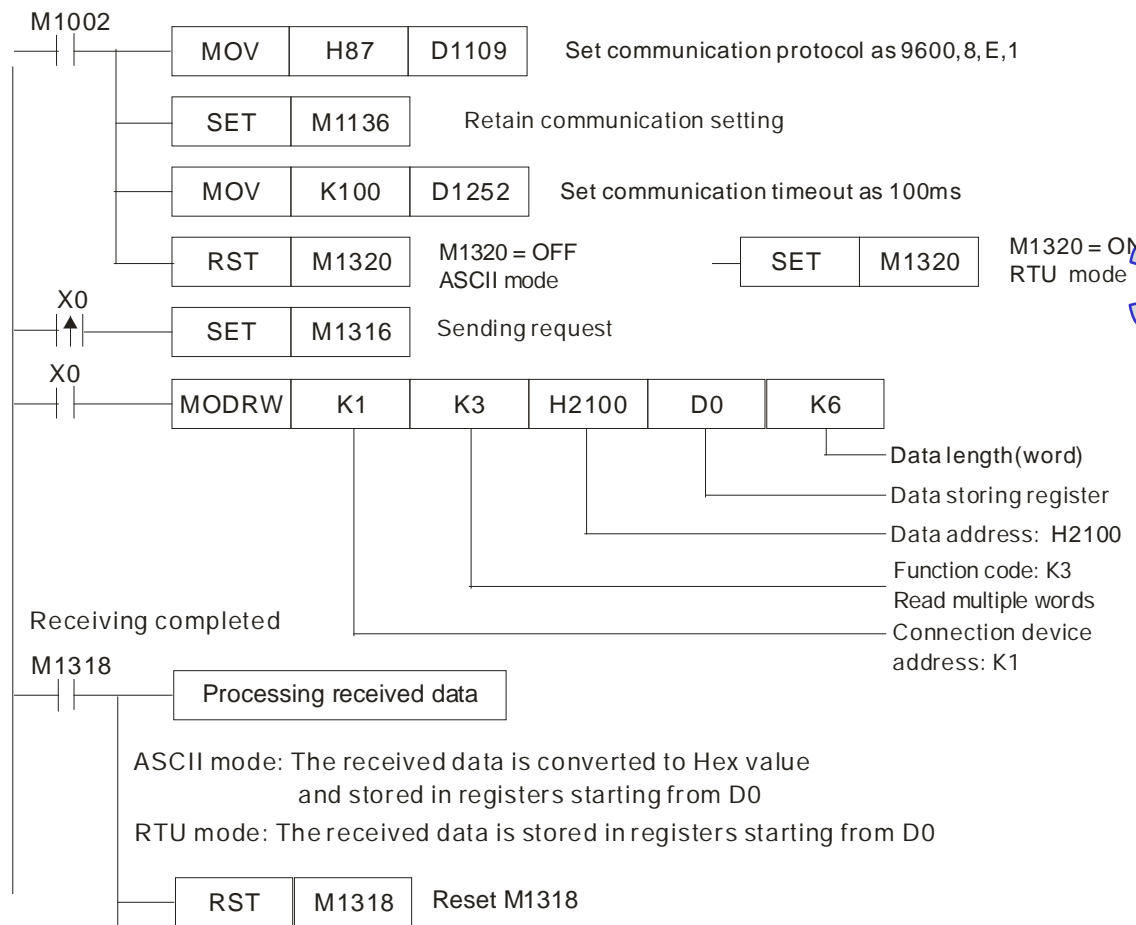 M1002
MOV H87 D1109 Set communication protocol as 9600,8,E,1
SET M1136 Retain communication setting
MOV K100 D1252 Set communication timeout as 100ms
RST M1320 M1320 = OFF
ASCII mode
SET M1320 M1320 = ON
RTU mode
X0
SET M1316 Sending request
X0
MODRW K1 K3 H2100 D0 K6
Data length(word)
Data storing register
Data address: H2100
Function code: K3
Read multiple words
Connection device
address: K1
Receiving completed
M1318
Processing received data
ASCII mode: The received data is converted to Hex value
and stored in registers starting from D0
RTU mode: The received data is stored in registers starting from D0
RST M1318 Reset M1318